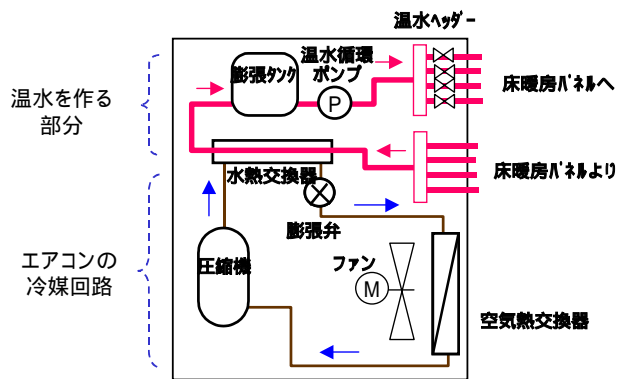 温水ヘッダー
温水循環
ポンプ
膨張ﾀﾝｸ
P
床暖房ﾊﾟﾈﾙへ
温水を作る
部分
水熱交換器
床暖房ﾊﾟﾈﾙより
膨張弁
エアコンの
冷媒回路
圧縮機
ファン
M
空気熱交換器